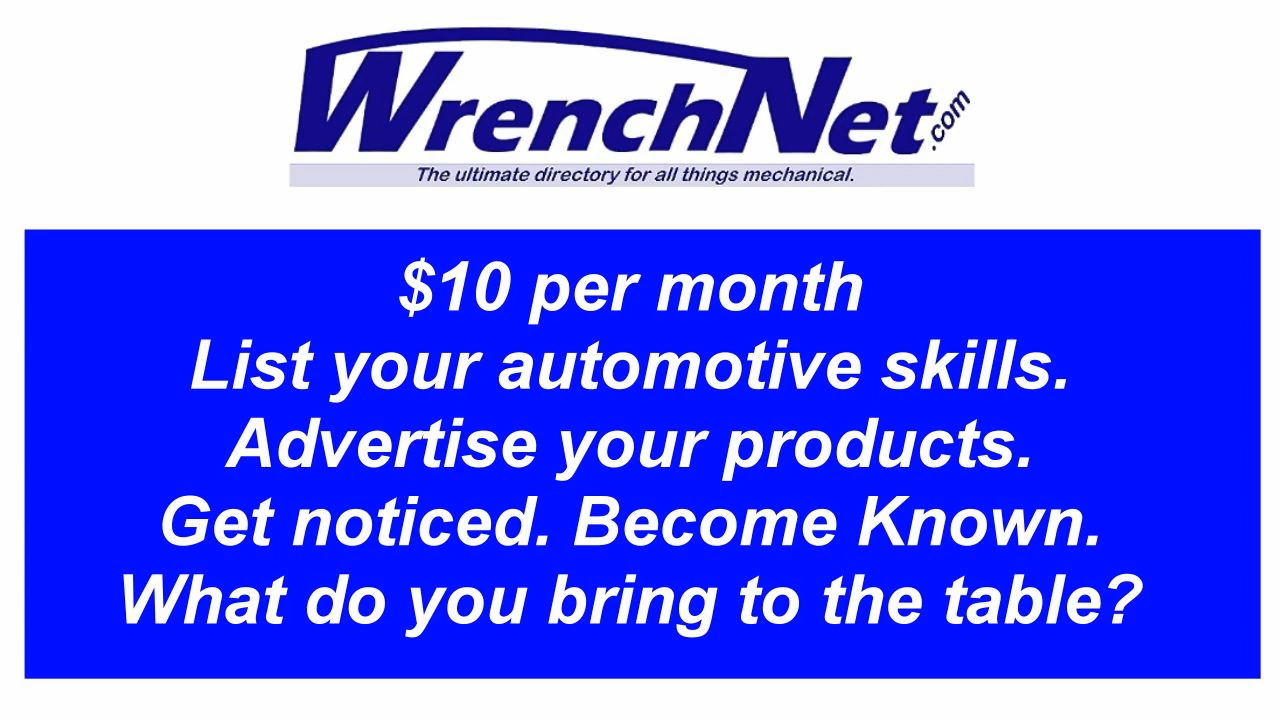 WrenchNet.com
The ultimate directory for all things mechanical.
$10 per month
List your automotive skills.
Advertise your products.
Get noticed. Become Known.
What do you bring to the table?